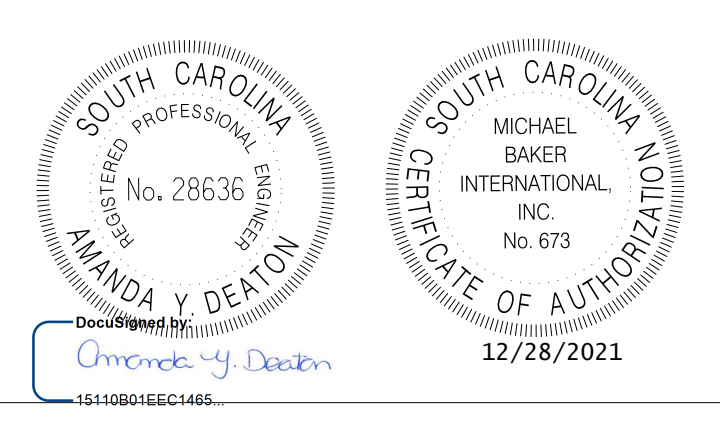 SOUTH CAROLINA
REGISTERED PROFESSIONAL ENGINEER
No. 28636
AMANDA Y. DEATON
DocuSigned by:
Amanda Y. Deaton
15110B01EEC1465...
SOUTH CAROLINA
MICHAEL
BAKER
INTERNATIONAL,
INC.
No. 673
CERTIFICATE OF AUTHORIZATION
12/28/2021